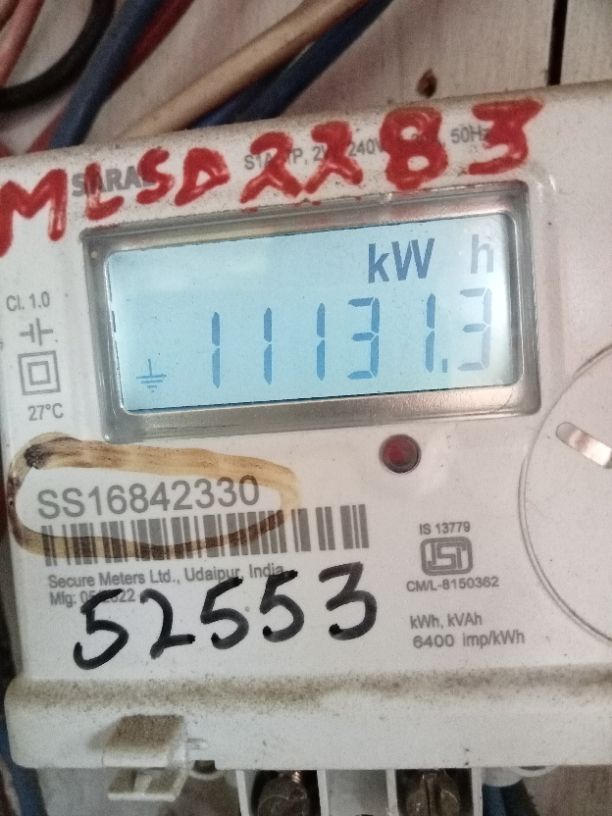 MLSD2283
50Hz
kW h
11131.3
Cl. 1.0
27°C
SS16842330
IS 13779
CM/L-8150362
Secure Meters Ltd., Udaipur, India
52553
kWh, kVAh
6400 imp/kWh